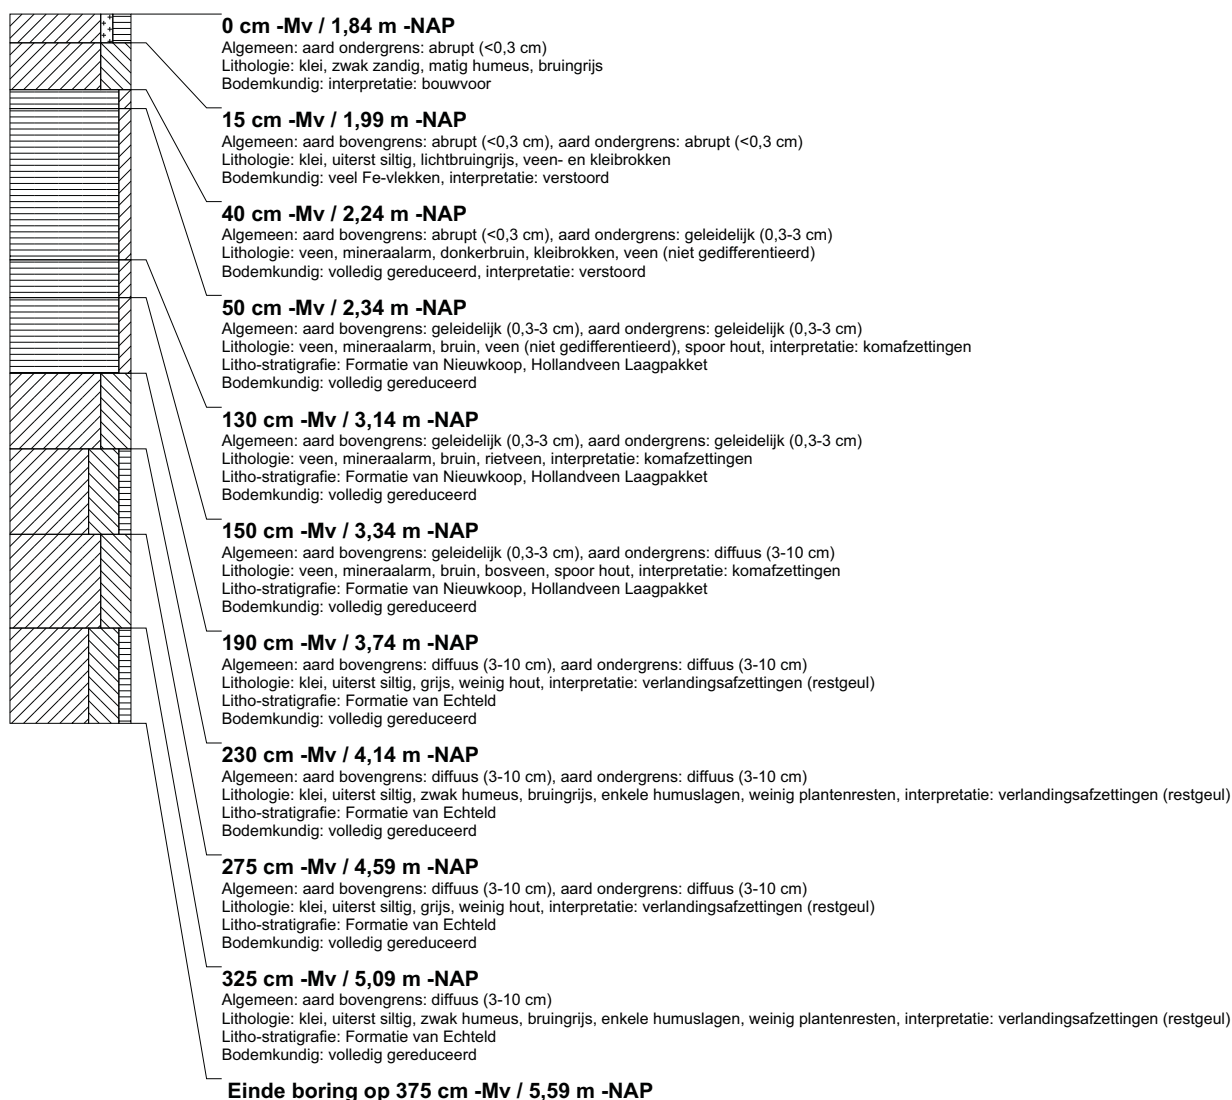 0 cm -Mv / 1,84 m -NAP
Algemeen: aard ondergrens: abrupt (<0,3 cm)
Lithologie: klei, zwak zandig, matig humeus, bruingrijs
Bodemkundig: interpretatie: bouwvoor
15 cm -Mv / 1,99 m -NAP
Algemeen: aard bovengrens: abrupt (<0,3 cm), aard ondergrens: abrupt (<0,3 cm)
Lithologie: klei, uiterst siltig, lichtbruingrijs, veen- en kleibrokken
Bodemkundig: veel Fe-vlekken, interpretatie: verstoord
40 cm -Mv / 2,24 m -NAP
Algemeen: aard bovengrens: abrupt (<0,3 cm), aard ondergrens: geleidelijk (0,3-3 cm)
Lithologie: veen, mineraalarm, donkerbruin, kleibrokken, veen (niet gedifferentieerd)
Bodemkundig: volledig gereduceerd, interpretatie: verstoord
50 cm -Mv / 2,34 m -NAP
Algemeen: aard bovengrens: geleidelijk (0,3-3 cm), aard ondergrens: geleidelijk (0,3-3 cm)
Lithologie: veen, mineraalarm, bruin, veen (niet gedifferentieerd), spoor hout, interpretatie: komafzettingen
Litho-stratigrafie: Formatie van Nieuwkoop, Hollandveen Laagpakket
Bodemkundig: volledig gereduceerd
130 cm -Mv / 3,14 m -NAP
Algemeen: aard bovengrens: geleidelijk (0,3-3 cm), aard ondergrens: geleidelijk (0,3-3 cm)
Lithologie: veen, mineraalarm, bruin, rietveen, interpretatie: komafzettingen
Litho-stratigrafie: Formatie van Nieuwkoop, Hollandveen Laagpakket
Bodemkundig: volledig gereduceerd
150 cm -Mv / 3,34 m -NAP
Algemeen: aard bovengrens: geleidelijk (0,3-3 cm), aard ondergrens: diffuus (3-10 cm)
Lithologie: veen, mineraalarm, bruin, bosveen, spoor hout, interpretatie: komafzettingen
Litho-stratigrafie: Formatie van Nieuwkoop, Hollandveen Laagpakket
Bodemkundig: volledig gereduceerd
190 cm -Mv / 3,74 m -NAP
Algemeen: aard bovengrens: diffuus (3-10 cm), aard ondergrens: diffuus (3-10 cm)
Lithologie: klei, uiterst siltig, grijs, weinig hout, interpretatie: verlandingsafzettingen (restgeul)
Litho-stratigrafie: Formatie van Echteld
Bodemkundig: volledig gereduceerd
230 cm -Mv / 4,14 m -NAP
Algemeen: aard bovengrens: diffuus (3-10 cm), aard ondergrens: diffuus (3-10 cm)
Lithologie: klei, uiterst siltig, zwak humeus, bruingrijs, enkele humuslagen, weinig plantenresten, interpretatie: verlandingsafzettingen (restgeul)
Litho-stratigrafie: Formatie van Echteld
Bodemkundig: volledig gereduceerd
275 cm -Mv / 4,59 m -NAP
Algemeen: aard bovengrens: diffuus (3-10 cm), aard ondergrens: diffuus (3-10 cm)
Lithologie: klei, uiterst siltig, grijs, weinig hout, interpretatie: verlandingsafzettingen (restgeul)
Litho-stratigrafie: Formatie van Echteld
Bodemkundig: volledig gereduceerd
325 cm -Mv / 5,09 m -NAP
Algemeen: aard bovengrens: diffuus (3-10 cm)
Lithologie: klei, uiterst siltig, zwak humeus, bruingrijs, enkele humuslagen, weinig plantenresten, interpretatie: verlandingsafzettingen (restgeul)
Litho-stratigrafie: Formatie van Echteld
Bodemkundig: volledig gereduceerd
Einde boring op 375 cm -Mv / 5,59 m -NAP